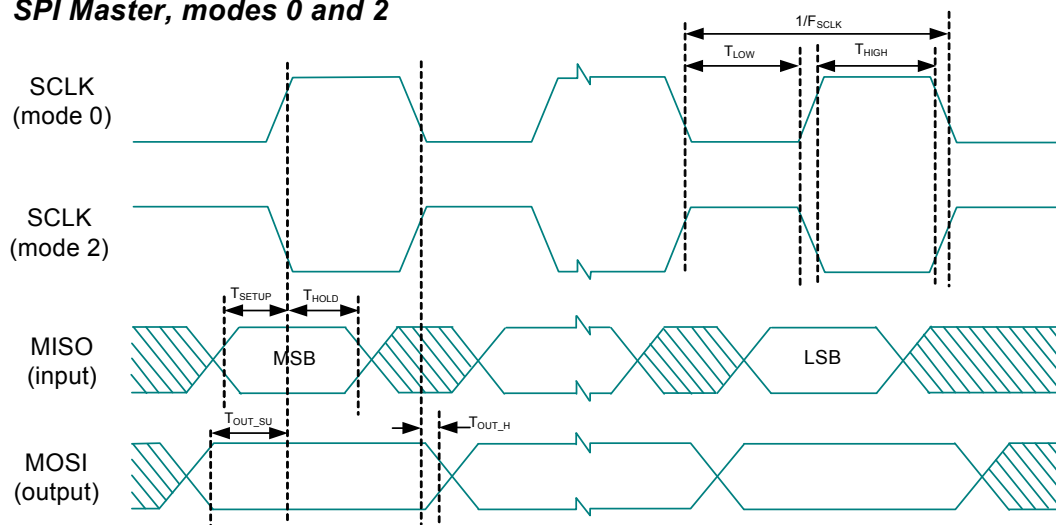 SPI Master, modes 0 and 2
1/FSCLK
TLOW
THIGH
SCLK
(mode 0)
SCLK
(mode 2)
TSETUP
THOLD
MISO
(input)
MSB
LSB
TOUT_SU
TOUT_H
MOSI
(output)